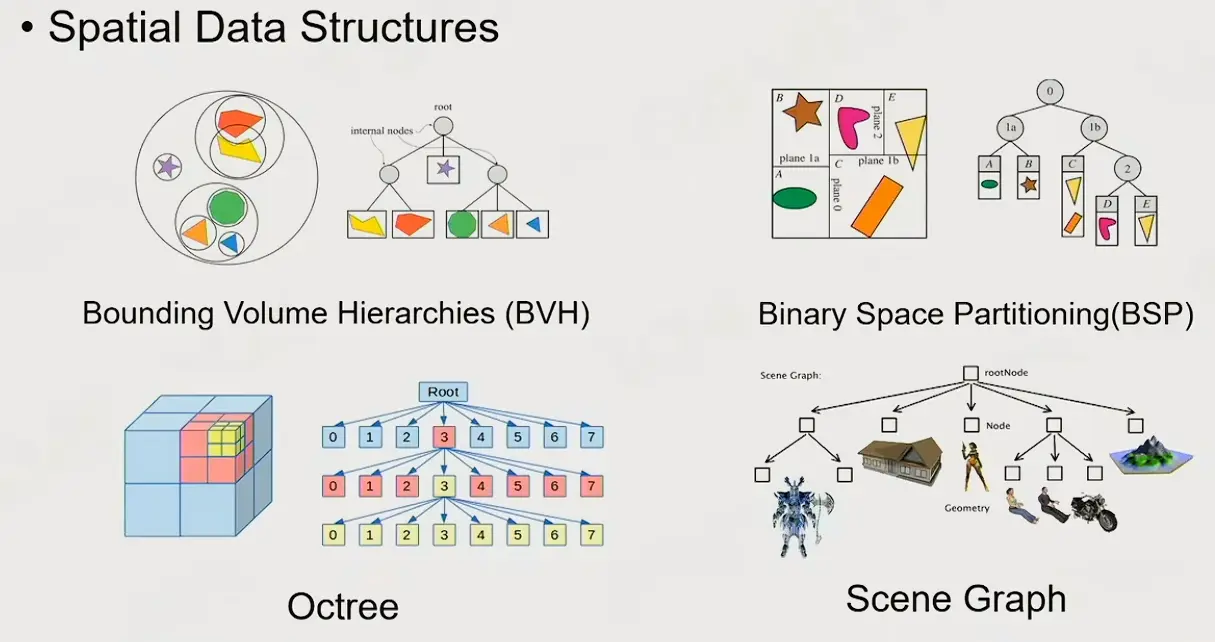 • Spatial Data Structures
root
internal nodes
Bounding Volume Hierarchies (BVH)
B
D
E
plane 2
plane 1a
C
plane 1b
A
plane 0
0
1a
1b
A
B
C
2
D
E
Binary Space Partitioning(BSP)
Root
0 1 2 3 4 5 6 7
0 1 2 3 4 5 6 7
0 1 2 3 4 5 6 7
Octree
Scene Graph:
rootNode
Node
Geometry
Scene Graph